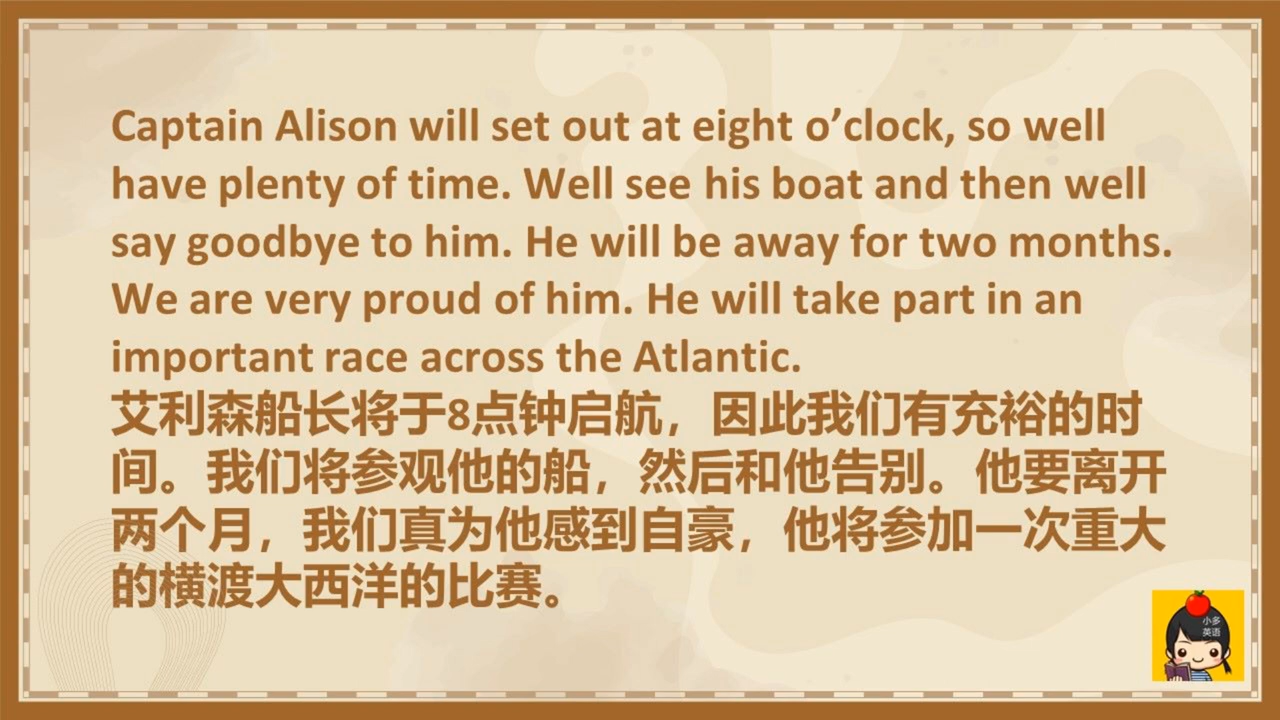 Captain Alison will set out at eight o’clock, so well
have plenty of time. Well see his boat and then well
say goodbye to him. He will be away for two months.
We are very proud of him. He will take part in an
important race across the Atlantic.
艾利森船长将于8点钟启航，因此我们有充裕的时
间。我们将参观他的船，然后和他告别。他要离开
两个月，我们真为他感到自豪，他将参加一次重大
的横渡大西洋的比赛。
小多
英语